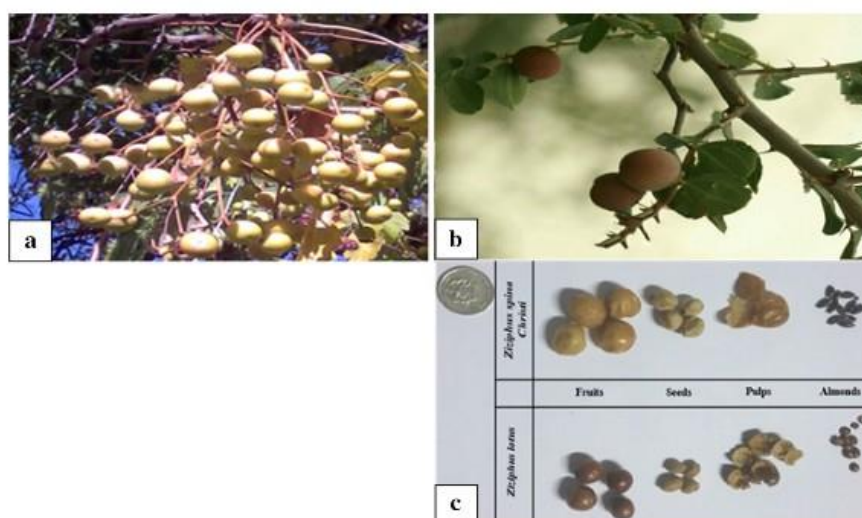 a
b
Ziziphus spina
Christi
Fruits Seeds Pulps Almonds
Ziziphus lotus
c